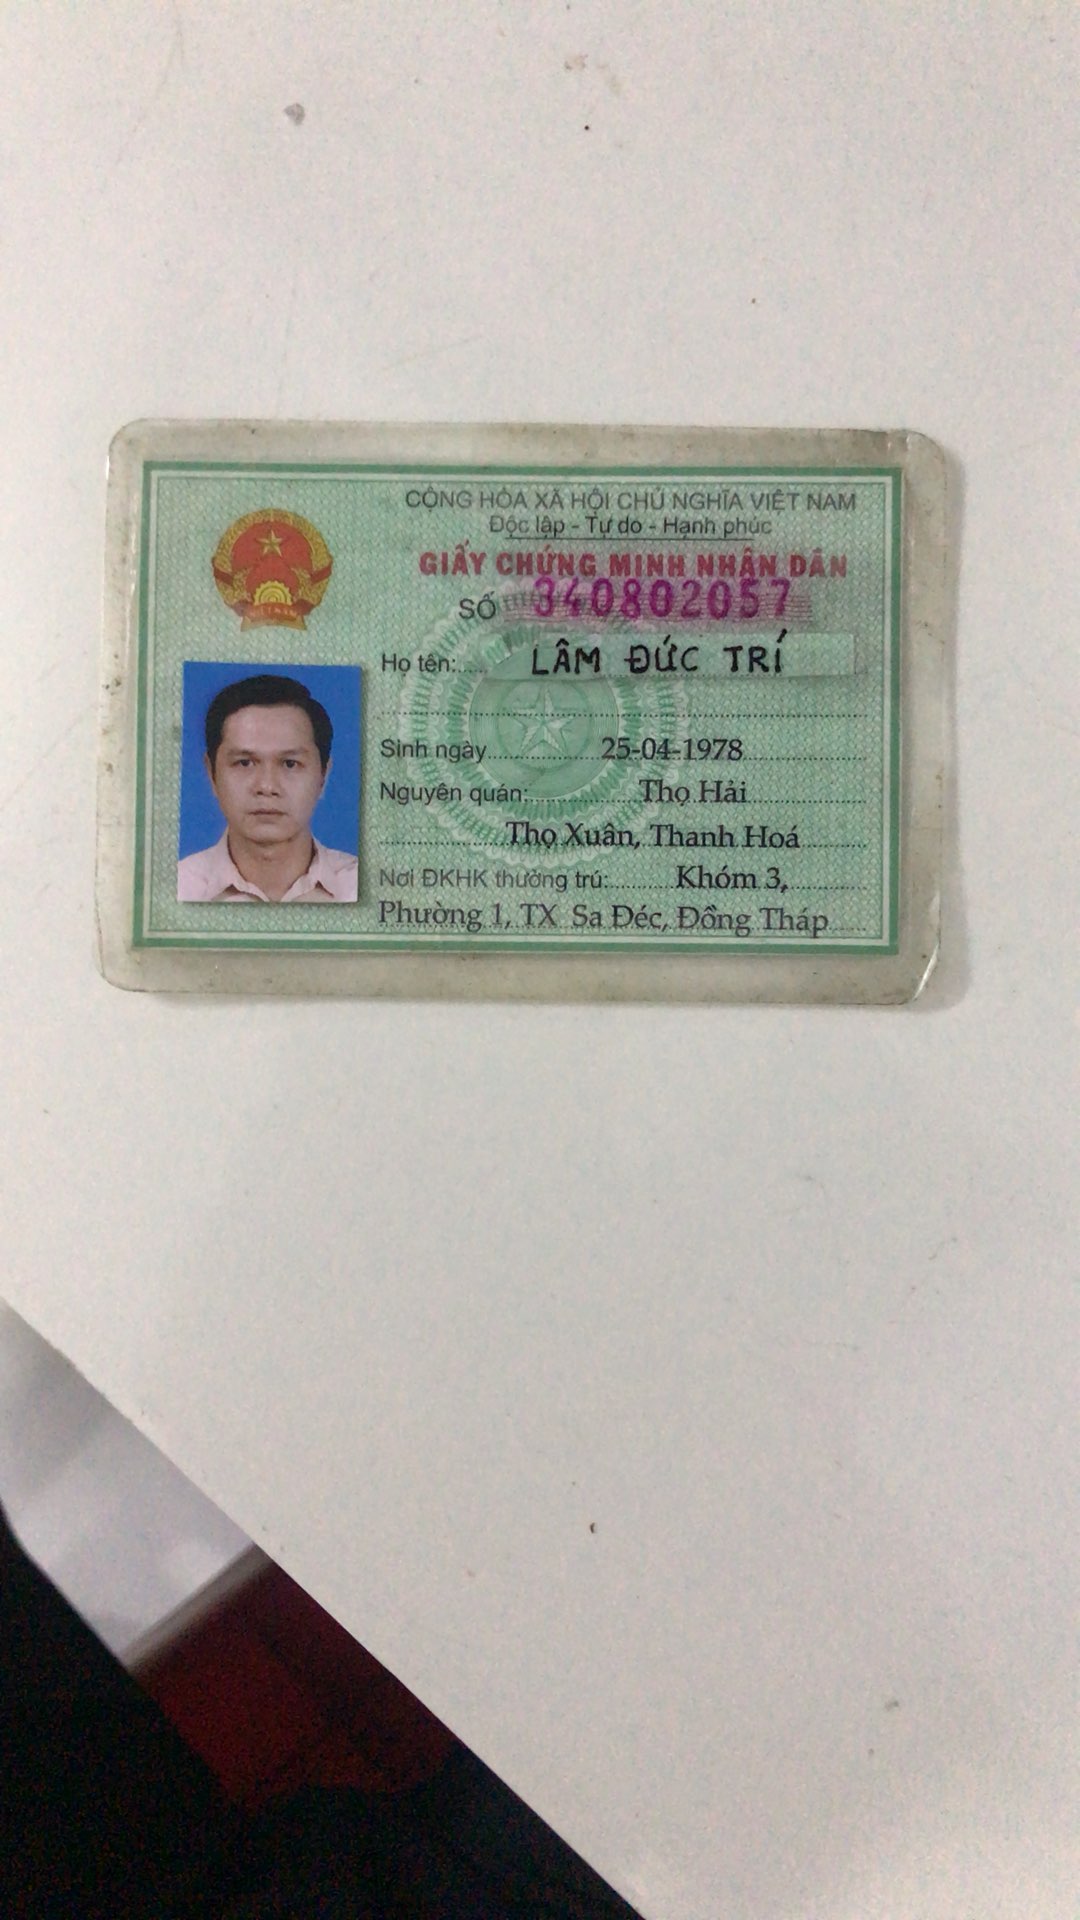 CỘNG HÒA XÃ HỘI CHỦ NGHĨA VIỆT NAM
Độc lập - Tự do - Hạnh phúc
GIẤY CHỨNG MINH NHÂN DÂN
SỐ 340802057
Họ tên: LÂM ĐỨC TRÍ
Sinh ngày 25-04-1978
Nguyên quán: Thọ Hải
Thọ Xuân, Thanh Hoá
Nơi ĐKHK thường trú: Khóm 3,
Phường 1, TX Sa Đéc, Đồng Tháp
VIỆT NAM